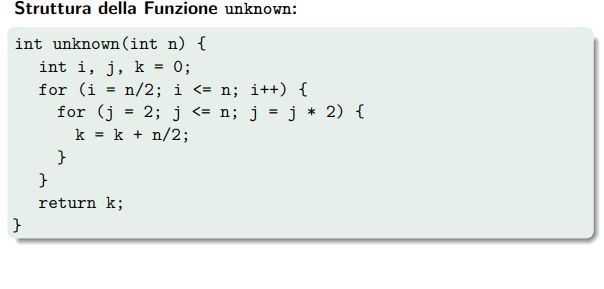 Struttura della Funzione unknown:
int unknown(int n) {
int i, j, k = 0;
for (i = n/2; i <= n; i++) {
for (j = 2; j <= n; j = j * 2) {
k = k + n/2;
}
}
return k;
}